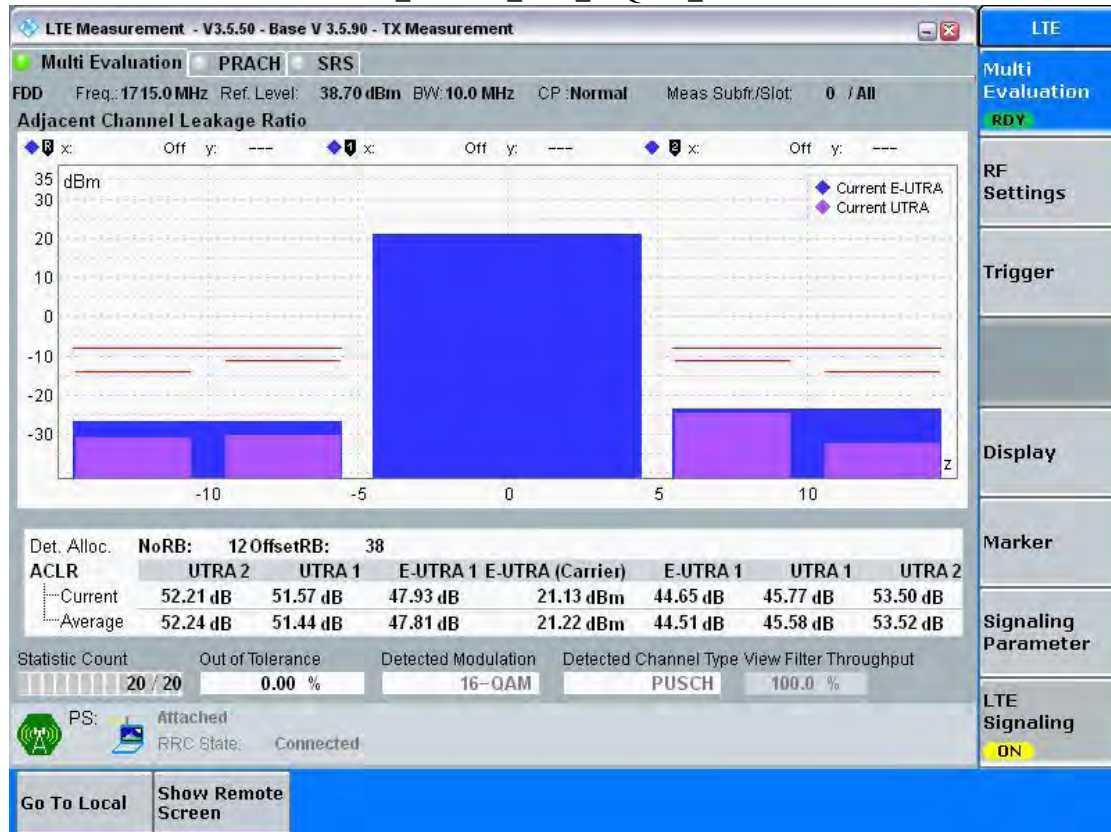 LTE Measurement - V3.5.50 - Base V 3.5.90 - TX Measurement
LTE
Multi Evaluation PRACH SRS
FDD Freq.: 1715.0 MHz Ref. Level: 38.70 dBm BW: 10.0 MHz CP :Normal Meas Subfr./Slot: 0 / All
Adjacent Channel Leakage Ratio
R x: Off y: --- 1 x: Off y: --- 2 x: Off y: ---
dBm
Current E-UTRA
Current UTRA
35
30
20
10
0
-10
-20
-30
z
-10 -5 0 5 10
Det. Alloc. NoRB: 12 OffsetRB: 38
ACLR UTRA 2 UTRA 1 E-UTRA 1 E-UTRA (Carrier) E-UTRA 1 UTRA 1 UTRA 2
Current 52.21 dB 51.57 dB 47.93 dB 21.13 dBm 44.65 dB 45.77 dB 53.50 dB
Average 52.24 dB 51.44 dB 47.81 dB 21.22 dBm 44.51 dB 45.58 dB 53.52 dB
Statistic Count Out of Tolerance Detected Modulation Detected Channel Type View Filter Throughput
20 / 20 0.00 % 16-QAM PUSCH 100.0 %
PS: Attached
RRC State: Connected
Multi
Evaluation
RDY
RF
Settings
Trigger
Display
Marker
Signaling
Parameter
LTE
Signaling
ON
Go To Local
Show Remote
Screen